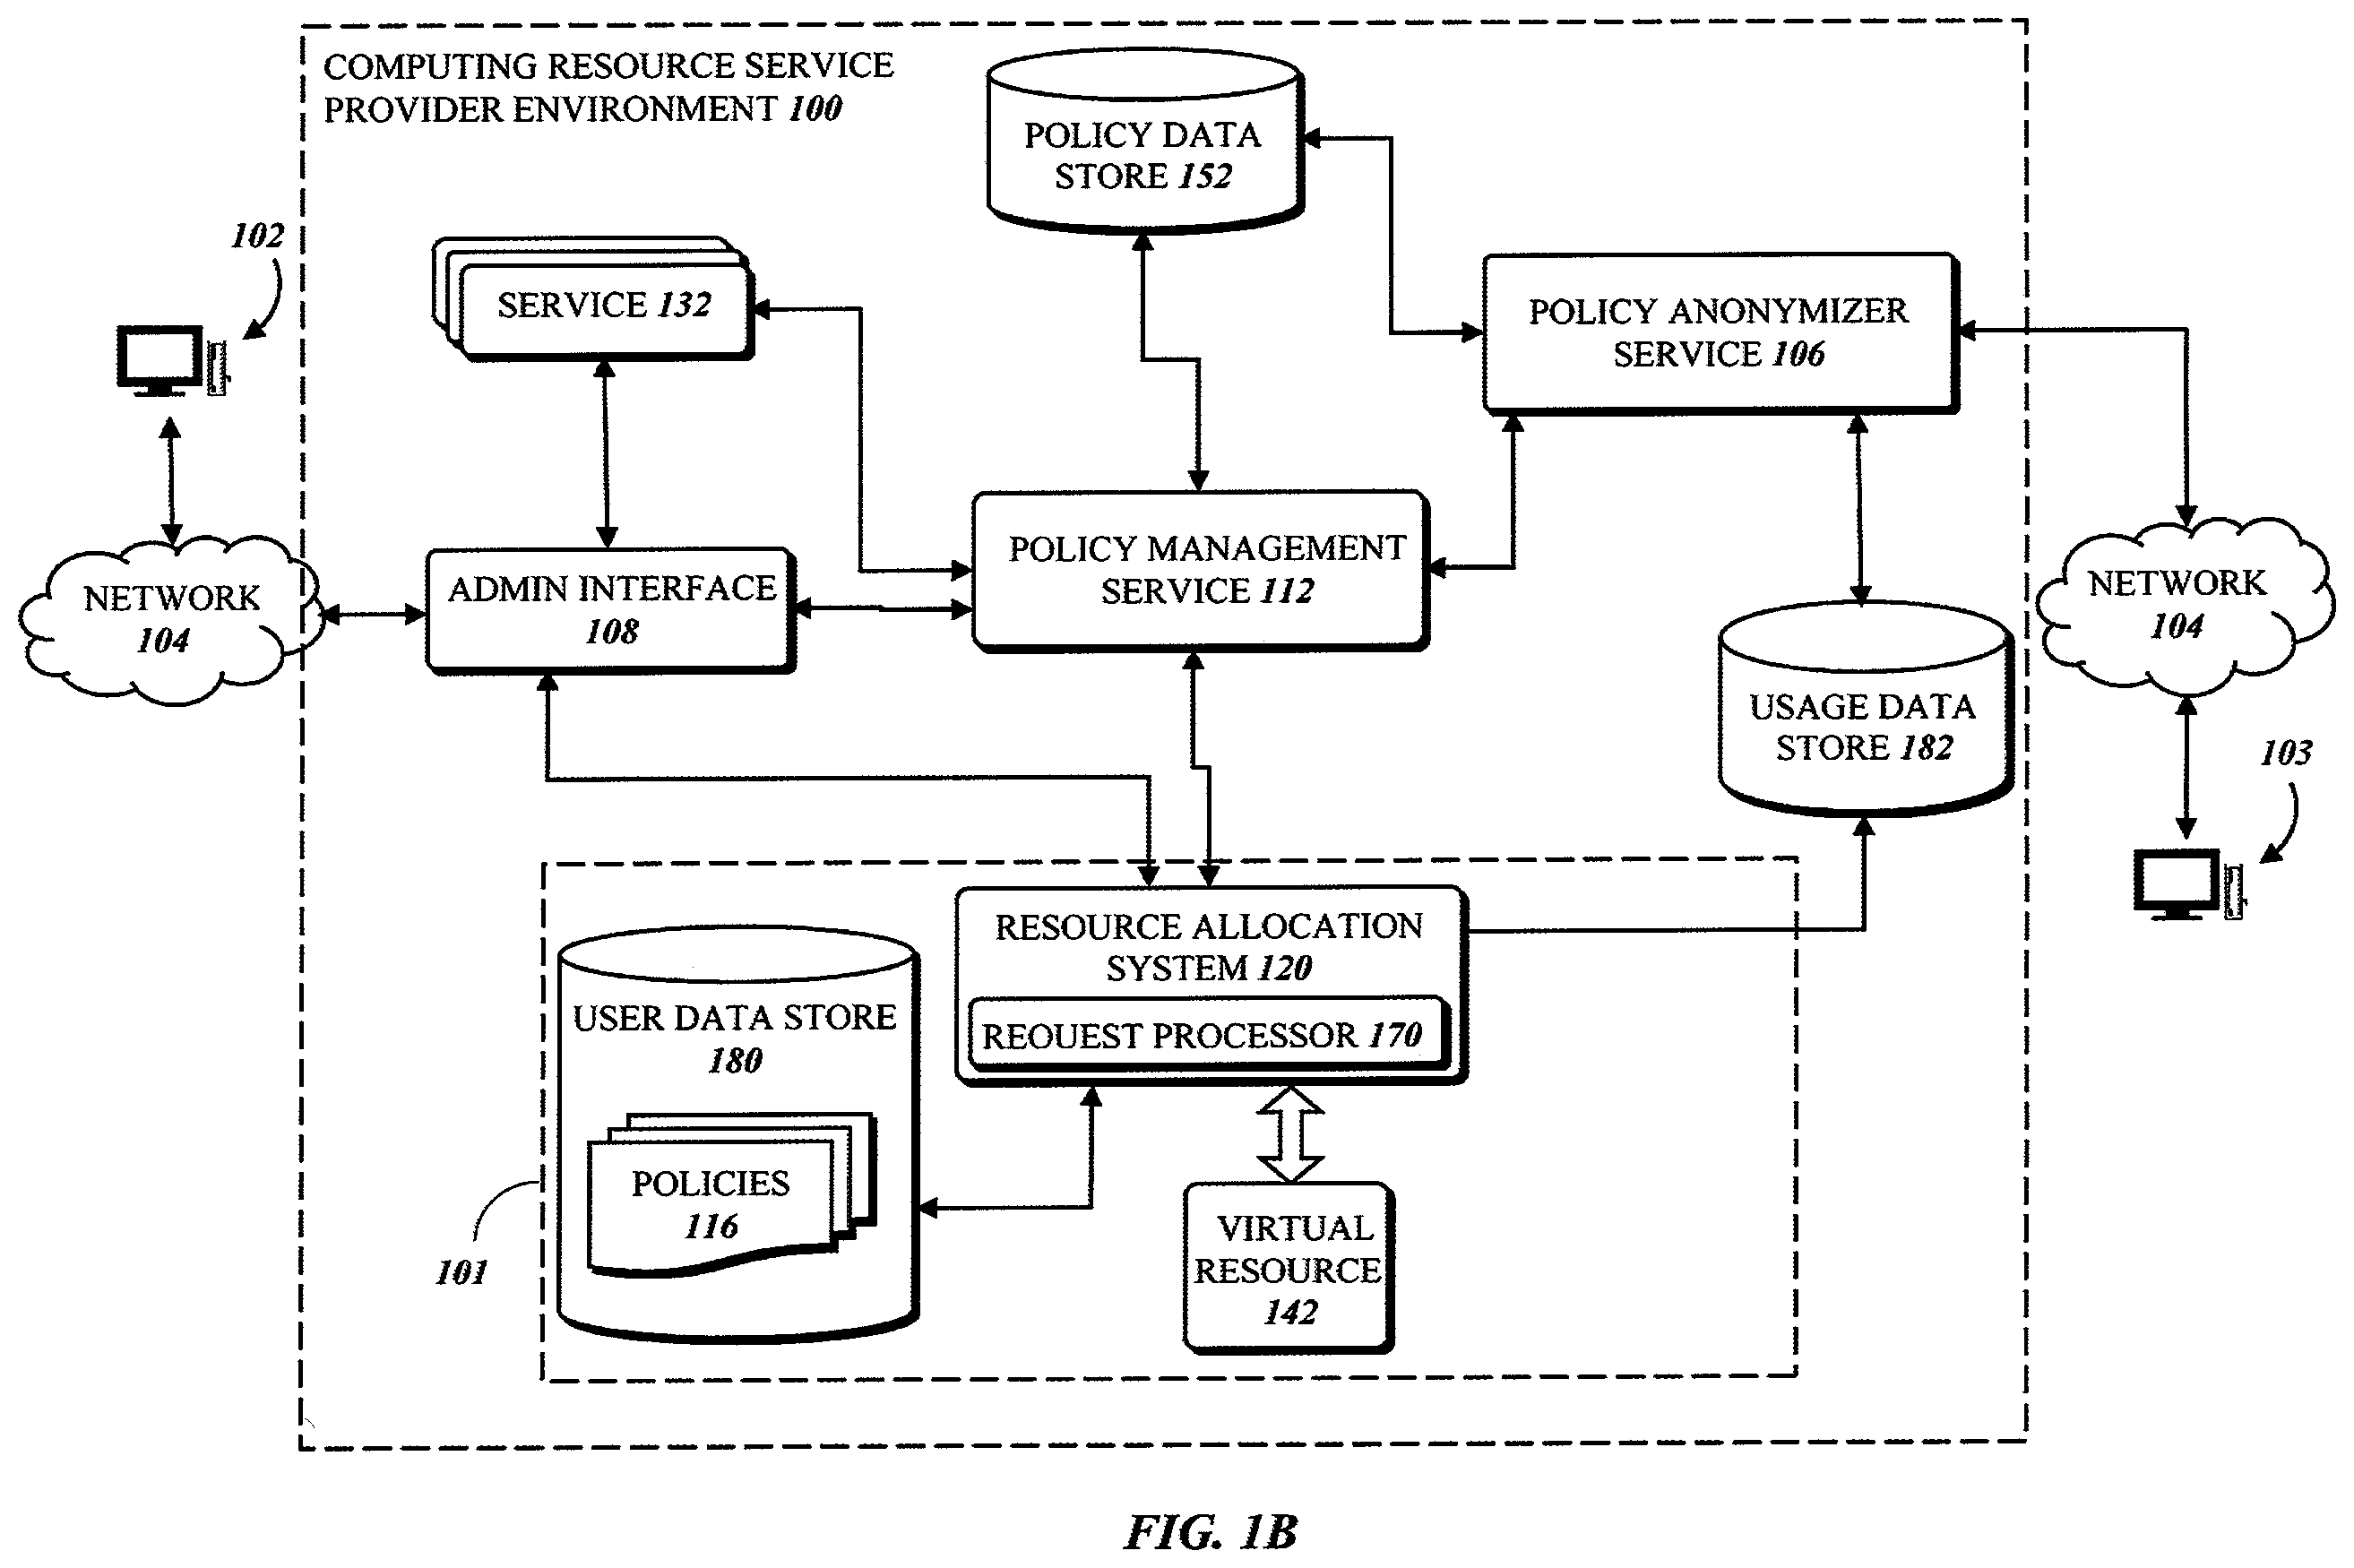 COMPUTING RESOURCE SERVICE
PROVIDER ENVIRONMENT 100
POLICY DATA
STORE 152
102
SERVICE 132
POLICY ANONYMIZER
SERVICE 106
NETWORK
104
ADMIN INTERFACE
108
POLICY MANAGEMENT
SERVICE 112
NETWORK
104
USAGE DATA
STORE 182
103
RESOURCE ALLOCATION
SYSTEM 120
REOUEST PROCESSOR 170
USER DATA STORE
180
POLICIES
116
VIRTUAL
RESOURCE
142
101
FIG. 1B